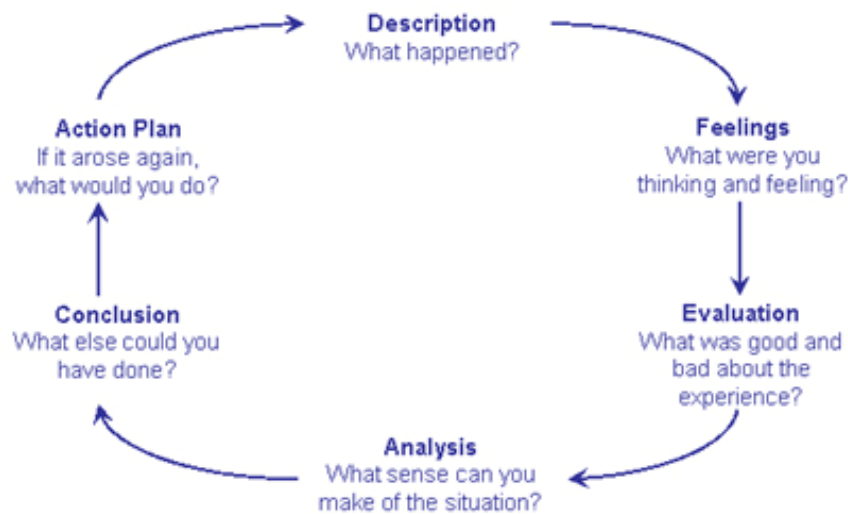 Description
What happened?
Feelings
What were you
thinking and feeling?
Evaluation
What was good and
bad about the
experience?
Analysis
What sense can you
make of the situation?
Conclusion
What else could you
have done?
Action Plan
If it arose again,
what would you do?